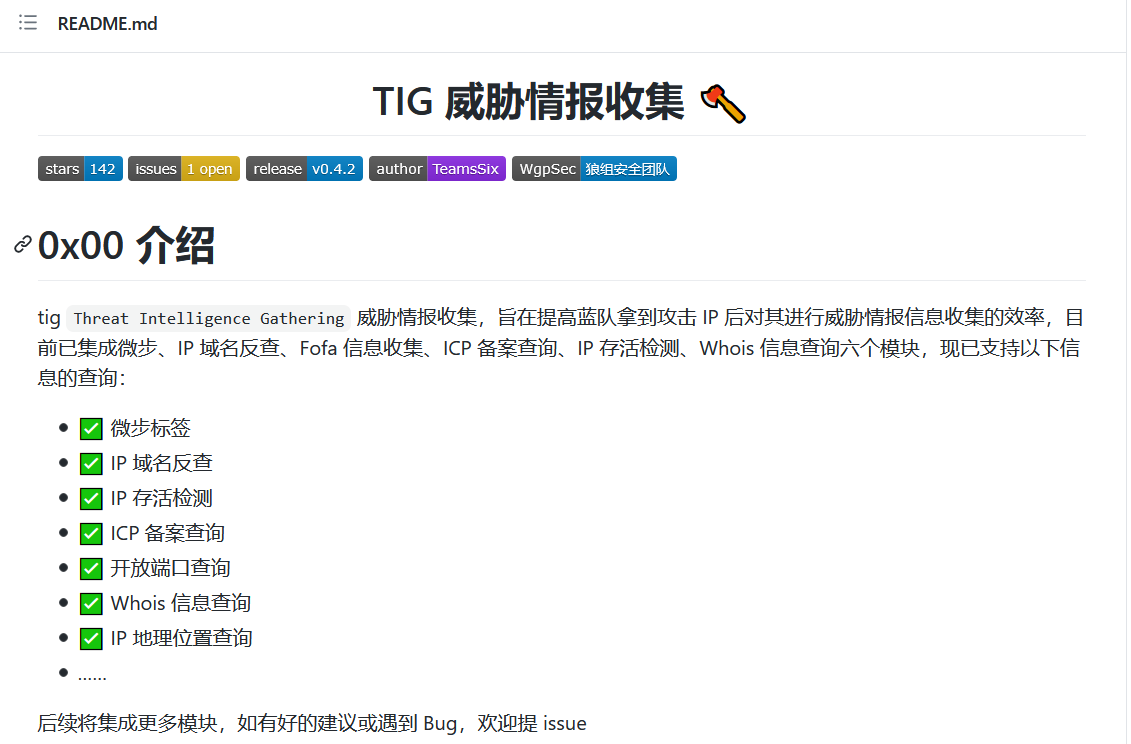 README.md
TIG 威胁情报收集
stars 142 issues 1 open release v0.4.2 author TeamsSix WgpSec 狼组安全团队
0x00 介绍
tig Threat Intelligence Gathering 威胁情报收集，旨在提高蓝队拿到攻击 IP 后对其进行威胁情报信息收集的效率，目
前已集成微步、IP 域名反查、Fofa 信息收集、ICP 备案查询、IP 存活检测、Whois 信息查询六个模块，现已支持以下信
息的查询：
微步标签
IP 域名反查
IP 存活检测
ICP 备案查询
开放端口查询
Whois 信息查询
IP 地理位置查询
……
后续将集成更多模块，如有好的建议或遇到 Bug，欢迎提 issue